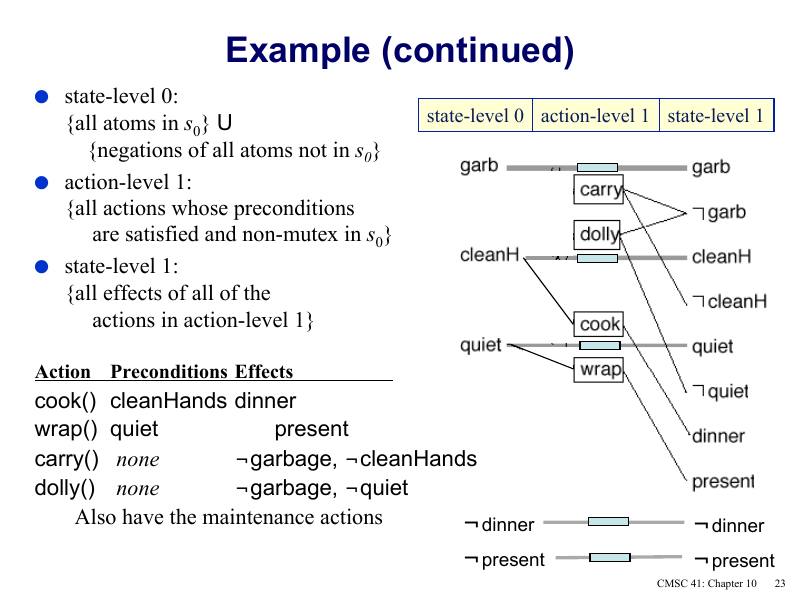 Example (continued)
● state-level 0:
{all atoms in s0} U
{negations of all atoms not in s0}
● action-level 1:
{all actions whose preconditions
are satisfied and non-mutex in s0}
● state-level 1:
{all effects of all of the
actions in action-level 1}
Action Preconditions Effects
cook() cleanHands dinner
wrap() quiet present
carry() none ¬garbage, ¬cleanHands
dolly() none ¬garbage, ¬quiet
Also have the maintenance actions
state-level 0 action-level 1 state-level 1
garb garb
carry
¬garb
dolly
cleanH cleanH
¬cleanH
cook
quiet quiet
wrap
¬quiet
dinner
present
¬ dinner ¬ dinner
¬ present ¬ present
CMSC 41: Chapter 10 23